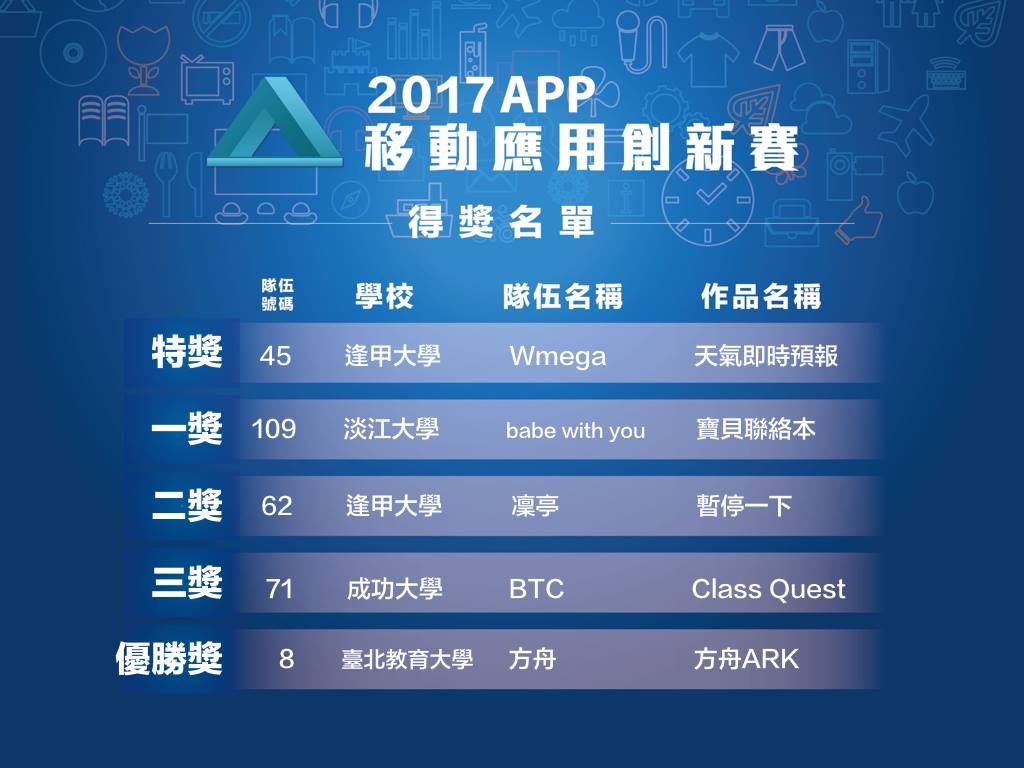 2017APP
移動應用創新賽
得獎名單
隊伍號碼 學校 隊伍名稱 作品名稱
特獎 45 逢甲大學 Wmega 天氣即時預報
一獎 109 淡江大學 babe with you 寶貝聯絡本
二獎 62 逢甲大學 凜亭 暫停一下
三獎 71 成功大學 BTC Class Quest
優勝獎 8 臺北教育大學 方舟 方舟ARK